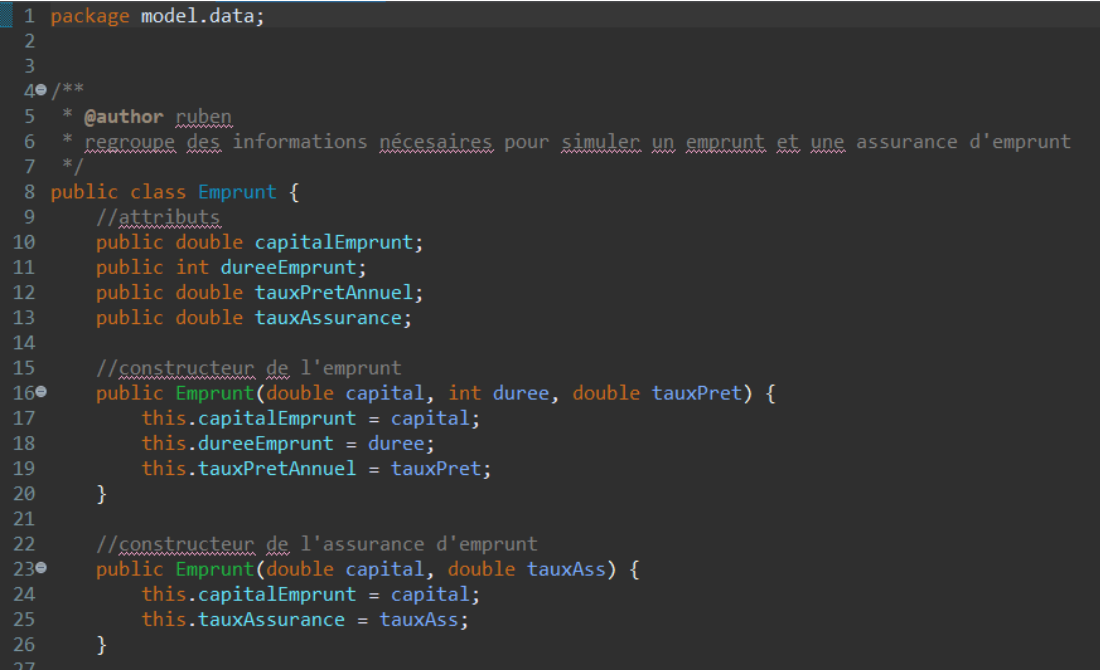 1 package model.data;
2
3
4 /**
5  * @author ruben
6  * regroupe des informations nécesaires pour simuler un emprunt et une assurance d'emprunt
7  */
8 public class Emprunt {
9     //attributs
10     public double capitalEmprunt;
11     public int dureeEmprunt;
12     public double tauxPretAnnuel;
13     public double tauxAssurance;
14
15     //constructeur de l'emprunt
16     public Emprunt(double capital, int duree, double tauxPret) {
17         this.capitalEmprunt = capital;
18         this.dureeEmprunt = duree;
19         this.tauxPretAnnuel = tauxPret;
20     }
21
22     //constructeur de l'assurance d'emprunt
23     public Emprunt(double capital, double tauxAss) {
24         this.capitalEmprunt = capital;
25         this.tauxAssurance = tauxAss;
26     }
27